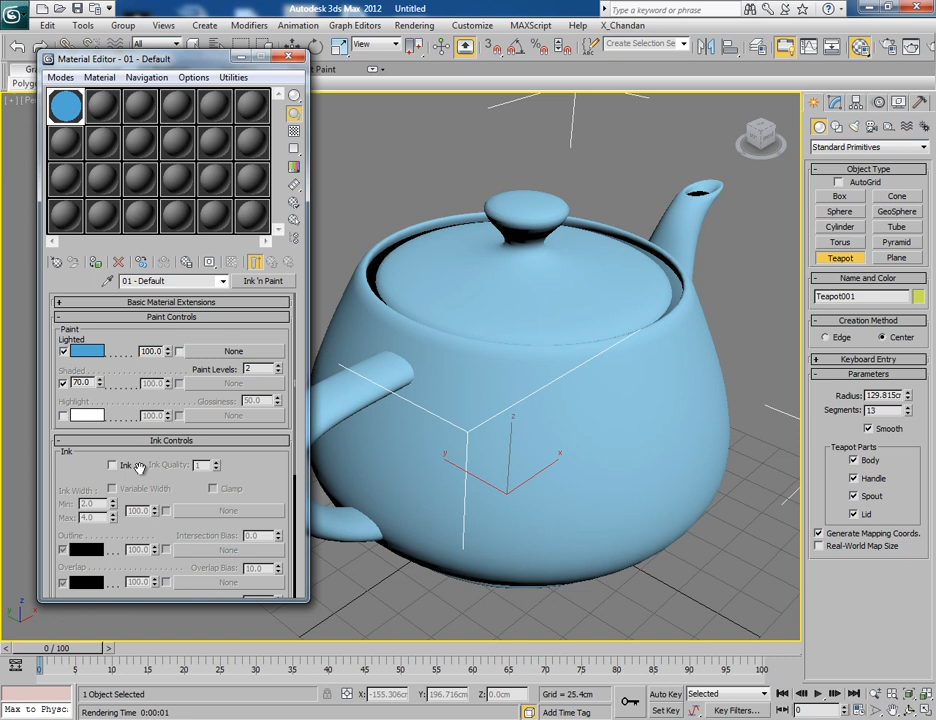 Autodesk 3ds Max 2012 Untitled
Type a keyword or phrase
Edit Tools Group Views Create Modifiers Animation Graph Editors Rendering Customize MAXScript Help X_Chandan
All View Create Selection Se
Paint
Polyg
Material Editor - 01 - Default
Modes Material Navigation Options Utilities
01 - Default Ink 'n Paint
Basic Material Extensions
Paint Controls
Paint
Lighted
100.0 None
Shaded Paint Levels: 2
70.0 100.0 None
Highlight Glossiness: 50.0
100.0 None
Ink Controls
Ink
Ink Ink Quality: 1
Ink Width: Variable Width Clamp
Min: 2.0
Max: 4.0 100.0 None
Outline Intersection Bias: 0.0
100.0 None
Overlap Overlap Bias: 10.0
100.0 None
z
y x
z
y x
Standard Primitives
Object Type
AutoGrid
Box Cone
Sphere GeoSphere
Cylinder Tube
Torus Pyramid
Teapot Plane
Name and Color
Teapot001
Creation Method
Edge Center
Keyboard Entry
Parameters
Radius: 129.815c
Segments: 13
Smooth
Teapot Parts
Body
Handle
Spout
Lid
Generate Mapping Coords.
Real-World Map Size
0 / 100
0 5 10 15 20 25 30 35 40 45 50 55 60 65 70 75 80 85 90 95 100
1 Object Selected X: -155.306c Y: 196.716c Z: 0.0cm Grid = 25.4cm Auto Key Selected
Max to Physc Rendering Time 0:00:01 Add Time Tag Set Key Key Filters... 0